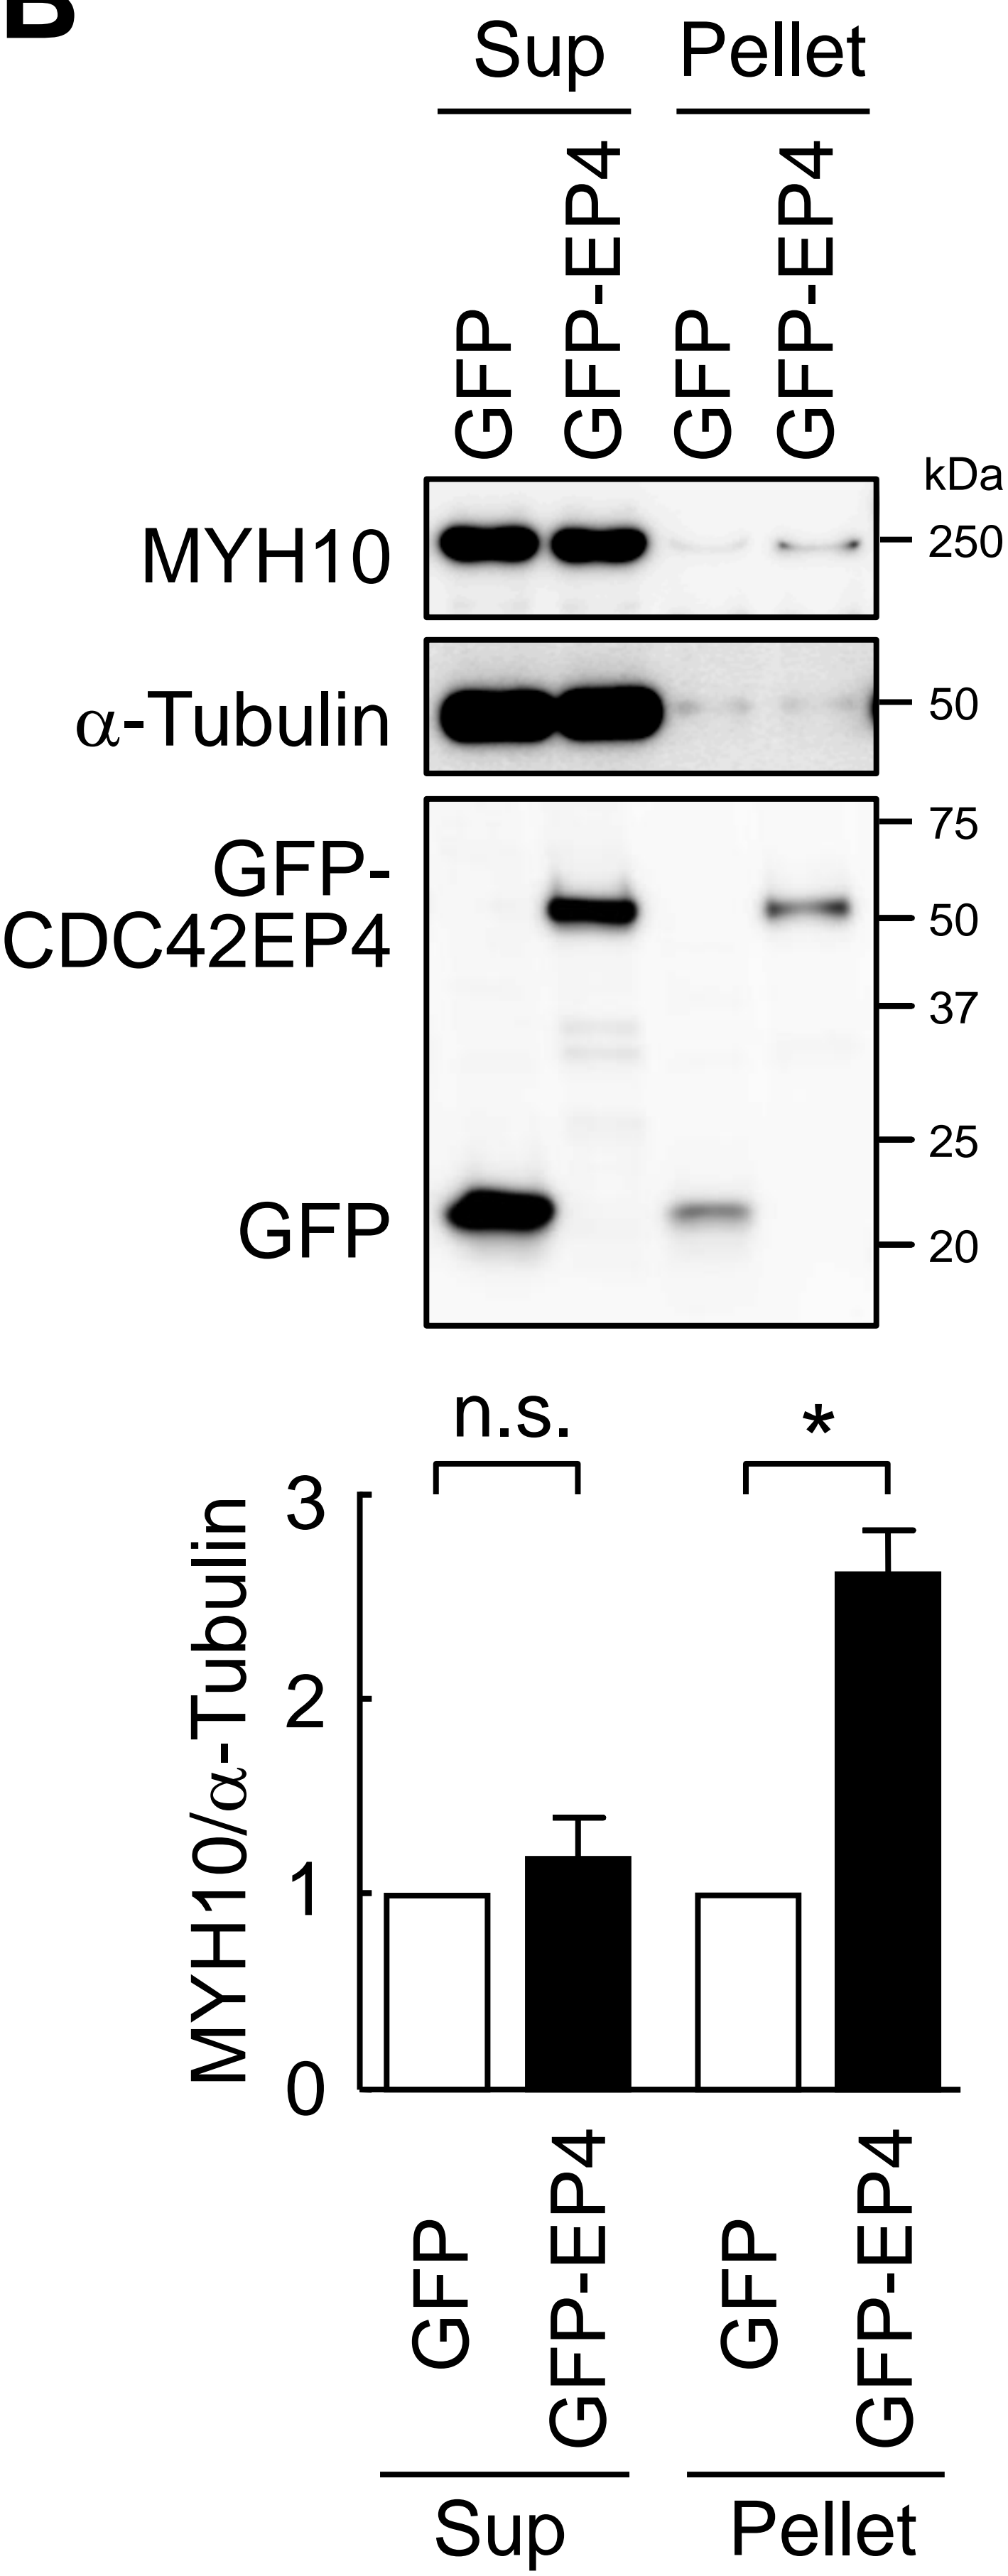 B
Sup Pellet
GFP GFP-EP4 GFP GFP-EP4
kDa
MYH10 250
α-Tubulin 50
75
GFP-
CDC42EP4 50
37
25
GFP 20
n.s. *
MYH10/α-Tubulin
3
2
1
0
GFP GFP-EP4 GFP GFP-EP4
Sup Pellet